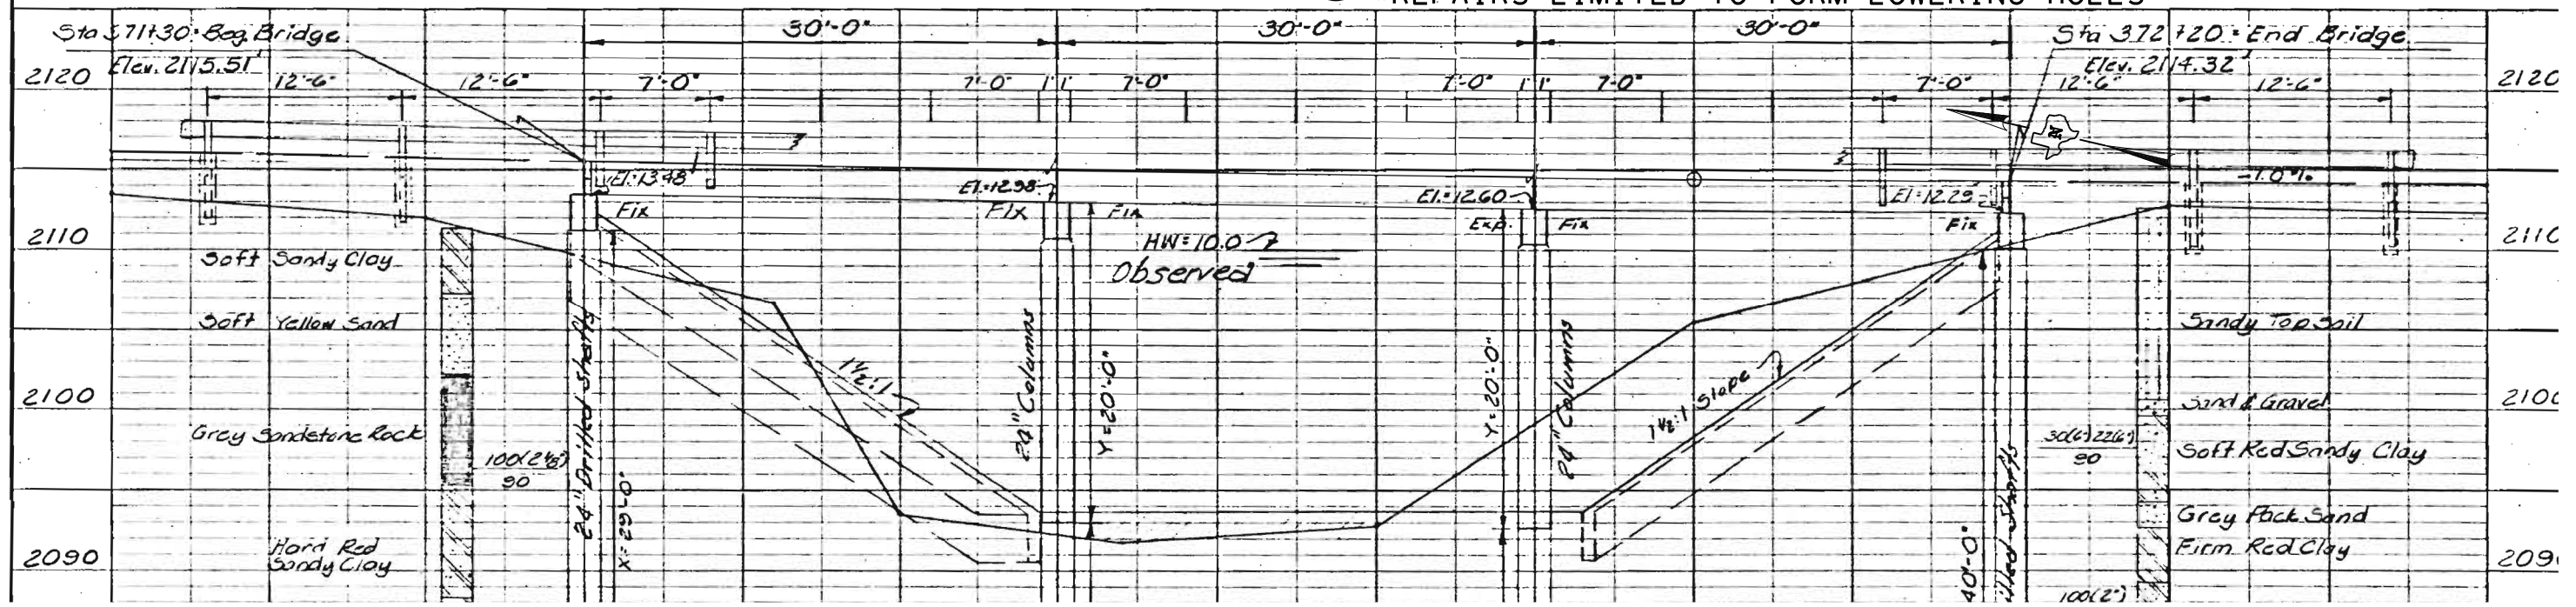 REPAIRS LIMITED TO FORM LOWERING HOLES
Sta 371+30 = Beg. Bridge
Elev. 2115.51'
30'-0"
30'-0"
30'-0"
Sta 372+20 = End Bridge
Elev. 2114.32'
2120
12'-6"
12'-6"
7'-0"
7'-0"
1'
1'
7'-0"
7'-0"
1'
1'
7'-0"
7'-0"
12'-6"
12'-6"
2120
El.=13.48'
El.=12.98
El.=12.60
El.=12.29
-1.0%
Fix
Fix
Fix
Exp.
Fix
Fix
2110
HW=10.0
Observed
2110
Soft Sandy Clay
Soft Yellow Sand
Sandy Top Soil
24" Drilled Shafts
X=29'-0"
1½:1
24" Columns
Y=20'-0"
Y=20'-0"
24" Columns
1½:1 Slope
40'-0"
2100
Sand & Gravel
Grey Sandstone Rock
100(2⅛")
90
30(6")22(6")
90
Soft Red Sandy Clay
Grey Pack Sand
Hard Red
Sandy Clay
Firm Red Clay
2090
100(2")